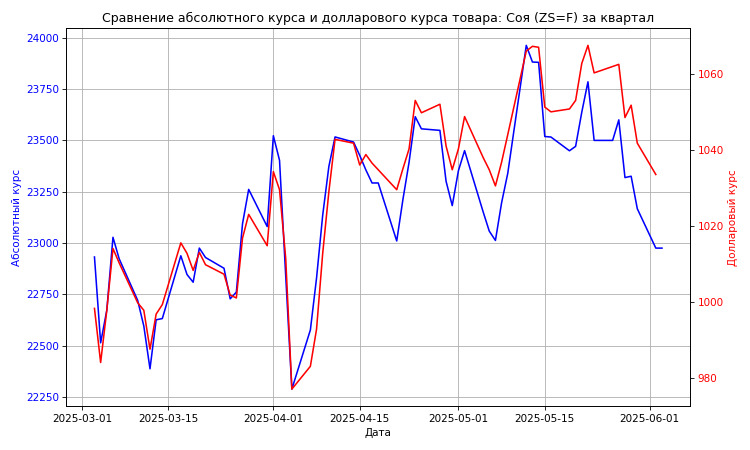 Сравнение абсолютного курса и долларового курса товара: Соя (ZS=F) за квартал
24000
23750
23500
23250
23000
22750
22500
22250
Абсолютный курс
1060
1040
1020
1000
980
Долларовый курс
2025-03-01 2025-03-15 2025-04-01 2025-04-15 2025-05-01 2025-05-15 2025-06-01
Дата